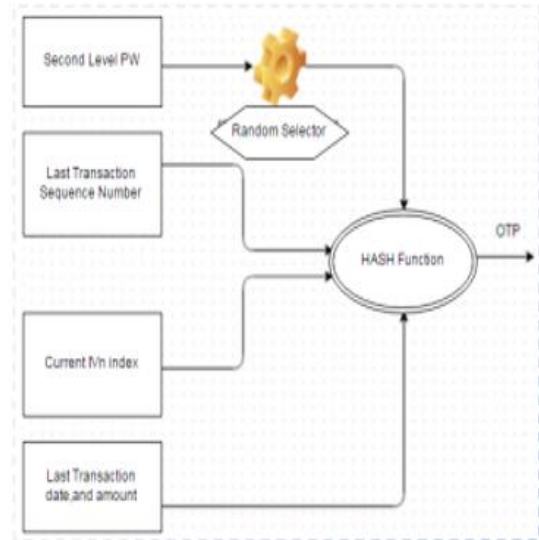 Second Level PW
Random Selector
Last Transaction
Sequence Number
OTP
HASH Function
Current IVn index
Last Transaction
date,and amount